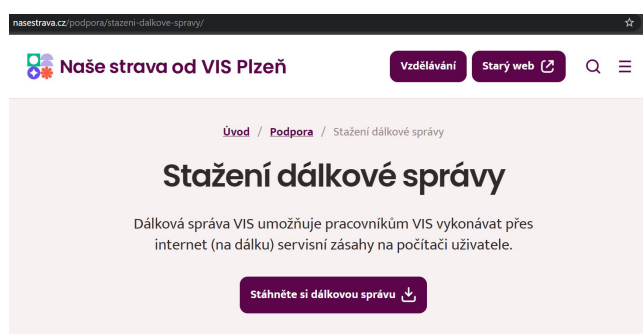 nasestrava.cz/podpora/stazeni-dalkove-spravy/
Naše strava od VIS Plzeň
Vzdělávání
Starý web
Úvod / Podpora / Stažení dálkové správy
Stažení dálkové správy
Dálková správa VIS umožňuje pracovníkům VIS vykonávat přes
internet (na dálku) servisní zásahy na počítači uživatele.
Stáhněte si dálkovou správu